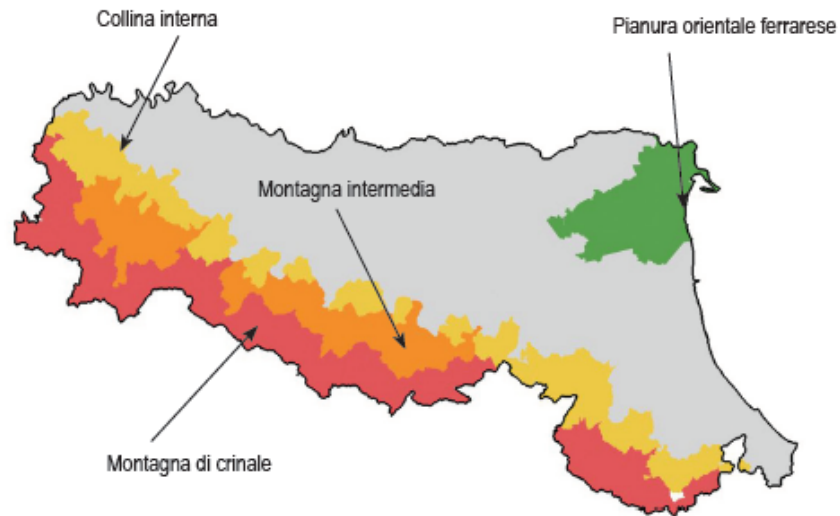 Collina interna
Pianura orientale ferrarese
Montagna intermedia
Montagna di crinale